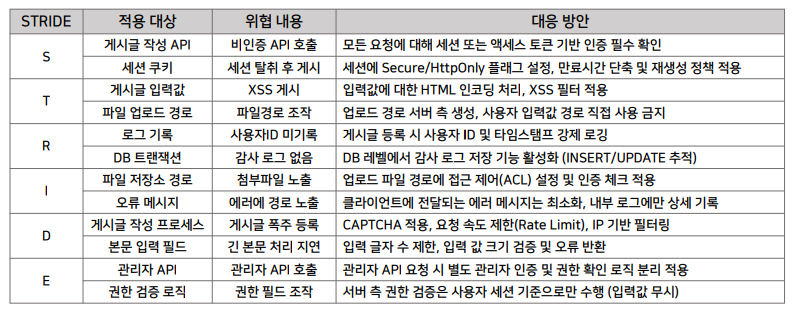 STRIDE 적용 대상 위협 내용 대응 방안
S 게시글 작성 API 비인증 API 호출 모든 요청에 대해 세션 또는 액세스 토큰 기반 인증 필수 확인
세션 쿠키 세션 탈취 후 게시 세션에 Secure/HttpOnly 플래그 설정, 만료시간 단축 및 재생성 정책 적용
T 게시글 입력값 XSS 게시 입력값에 대한 HTML 인코딩 처리, XSS 필터 적용
파일 업로드 경로 파일경로 조작 업로드 경로 서버 측 생성, 사용자 입력값 경로 직접 사용 금지
R 로그 기록 사용자ID 미기록 게시글 등록 시 사용자 ID 및 타임스탬프 강제 로깅
DB 트랜잭션 감사 로그 없음 DB 레벨에서 감사 로그 저장 기능 활성화 (INSERT/UPDATE 추적)
I 파일 저장소 경로 첨부파일 노출 업로드 파일 경로에 접근 제어(ACL) 설정 및 인증 체크 적용
오류 메시지 에러에 경로 노출 클라이언트에 전달되는 에러 메시지는 최소화, 내부 로그에만 상세 기록
D 게시글 작성 프로세스 게시글 폭주 등록 CAPTCHA 적용, 요청 속도 제한(Rate Limit), IP 기반 필터링
본문 입력 필드 긴 본문 처리 지연 입력 글자 수 제한, 입력 값 크기 검증 및 오류 반환
E 관리자 API 관리자 API 호출 관리자 API 요청 시 별도 관리자 인증 및 권한 확인 로직 분리 적용
권한 검증 로직 권한 필드 조작 서버 측 권한 검증은 사용자 세션 기준으로만 수행 (입력값 무시)